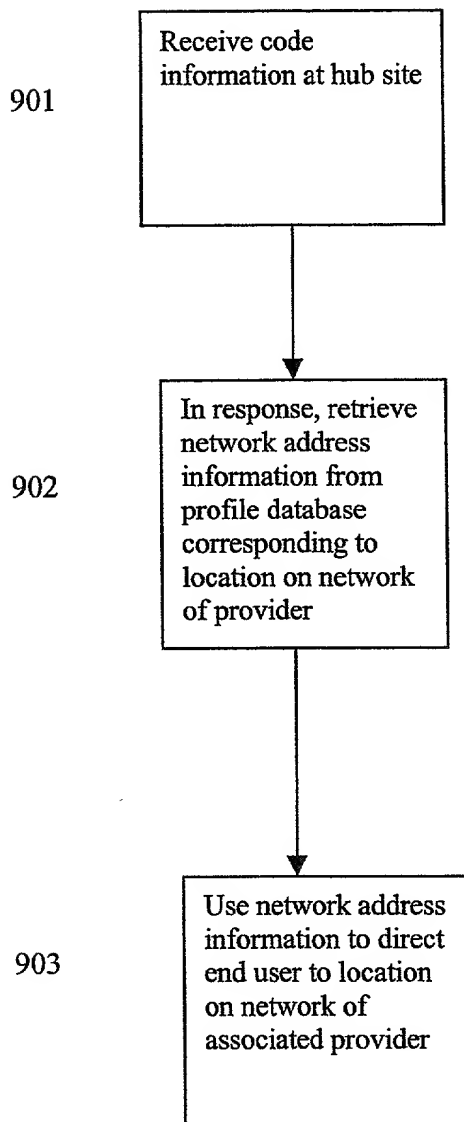 Receive code
information at hub site
901
In response, retrieve
network address
information from
profile database
corresponding to
location on network
of provider
902
Use network address
information to direct
end user to location
on network of
associated provider
903